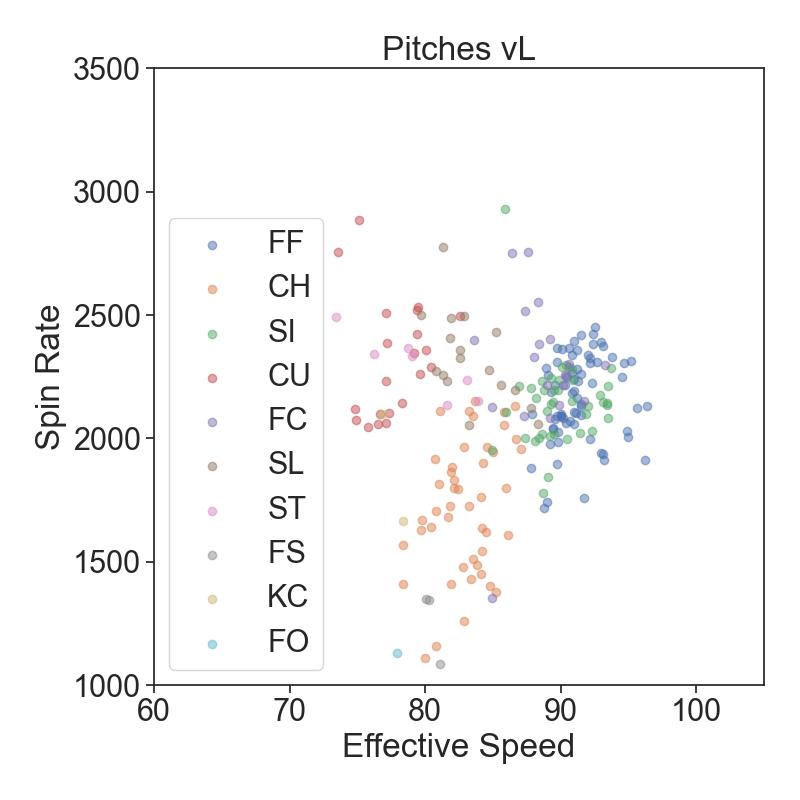 Pitches vL
3500
3000
2500
2000
1500
1000
Spin Rate
FF
CH
SI
CU
FC
SL
ST
FS
KC
FO
60
70
80
90
100
Effective Speed